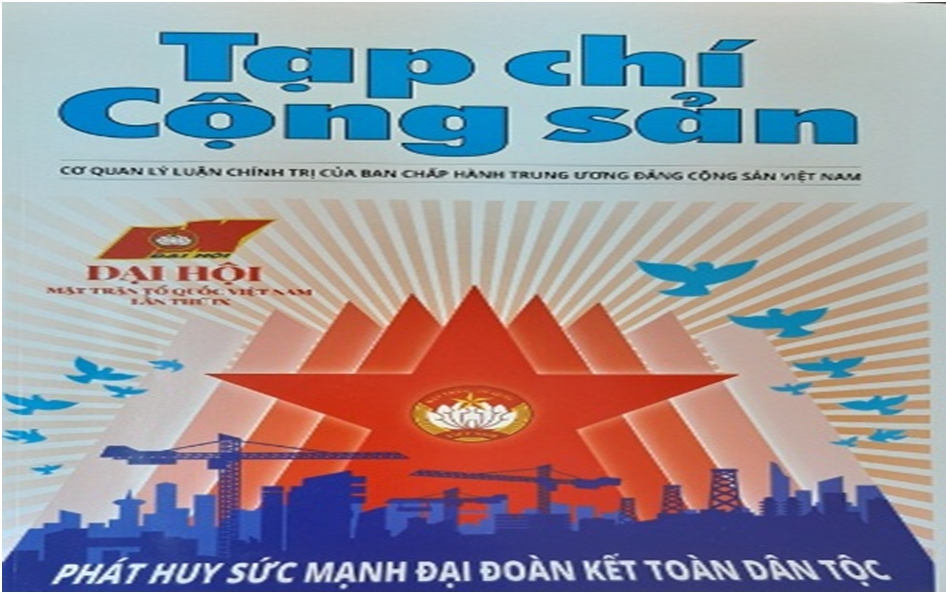 Tạp chí
Cộng sản
CƠ QUAN LÝ LUẬN CHÍNH TRỊ CỦA BAN CHẤP HÀNH TRUNG ƯƠNG ĐẢNG CỘNG SẢN VIỆT NAM
ĐẠI HỘI
ĐẠI HỘI
MẶT TRẬN TỔ QUỐC VIỆT NAM
LẦN THỨ IX
PHÁT HUY SỨC MẠNH ĐẠI ĐOÀN KẾT TOÀN DÂN TỘC